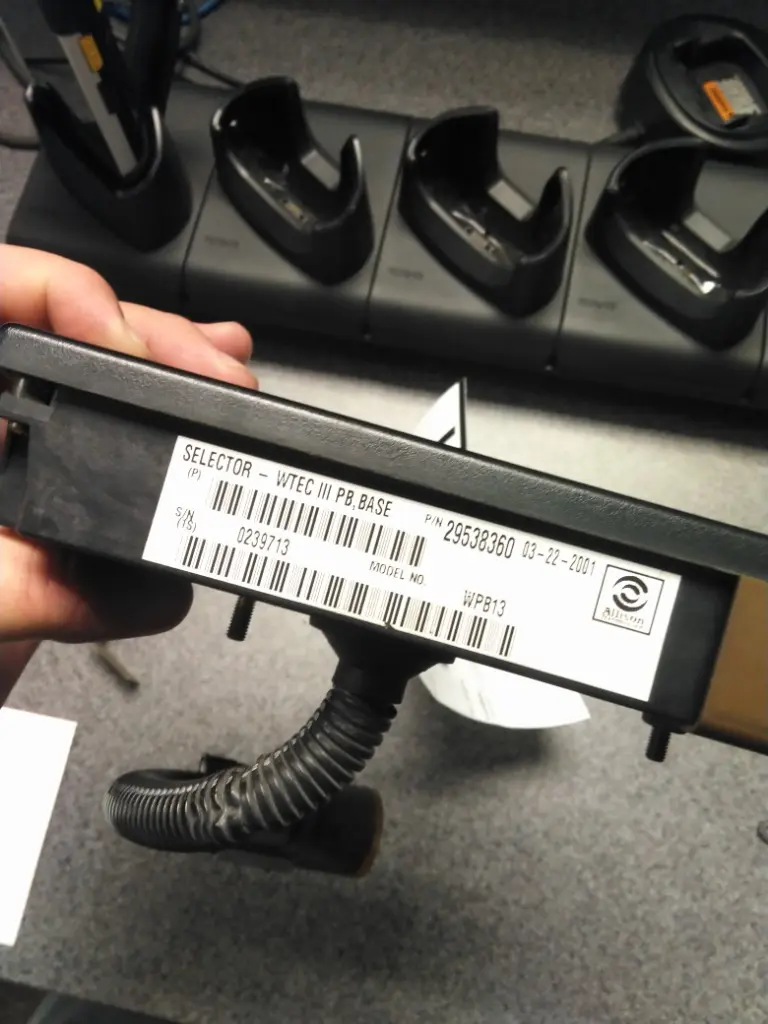 SELECTOR – WTEC III PB,BASE
(P)
P/N 29538360 03–22–2001
S/N
(1S)
0239713
MODEL NO.
WPB13
Allison